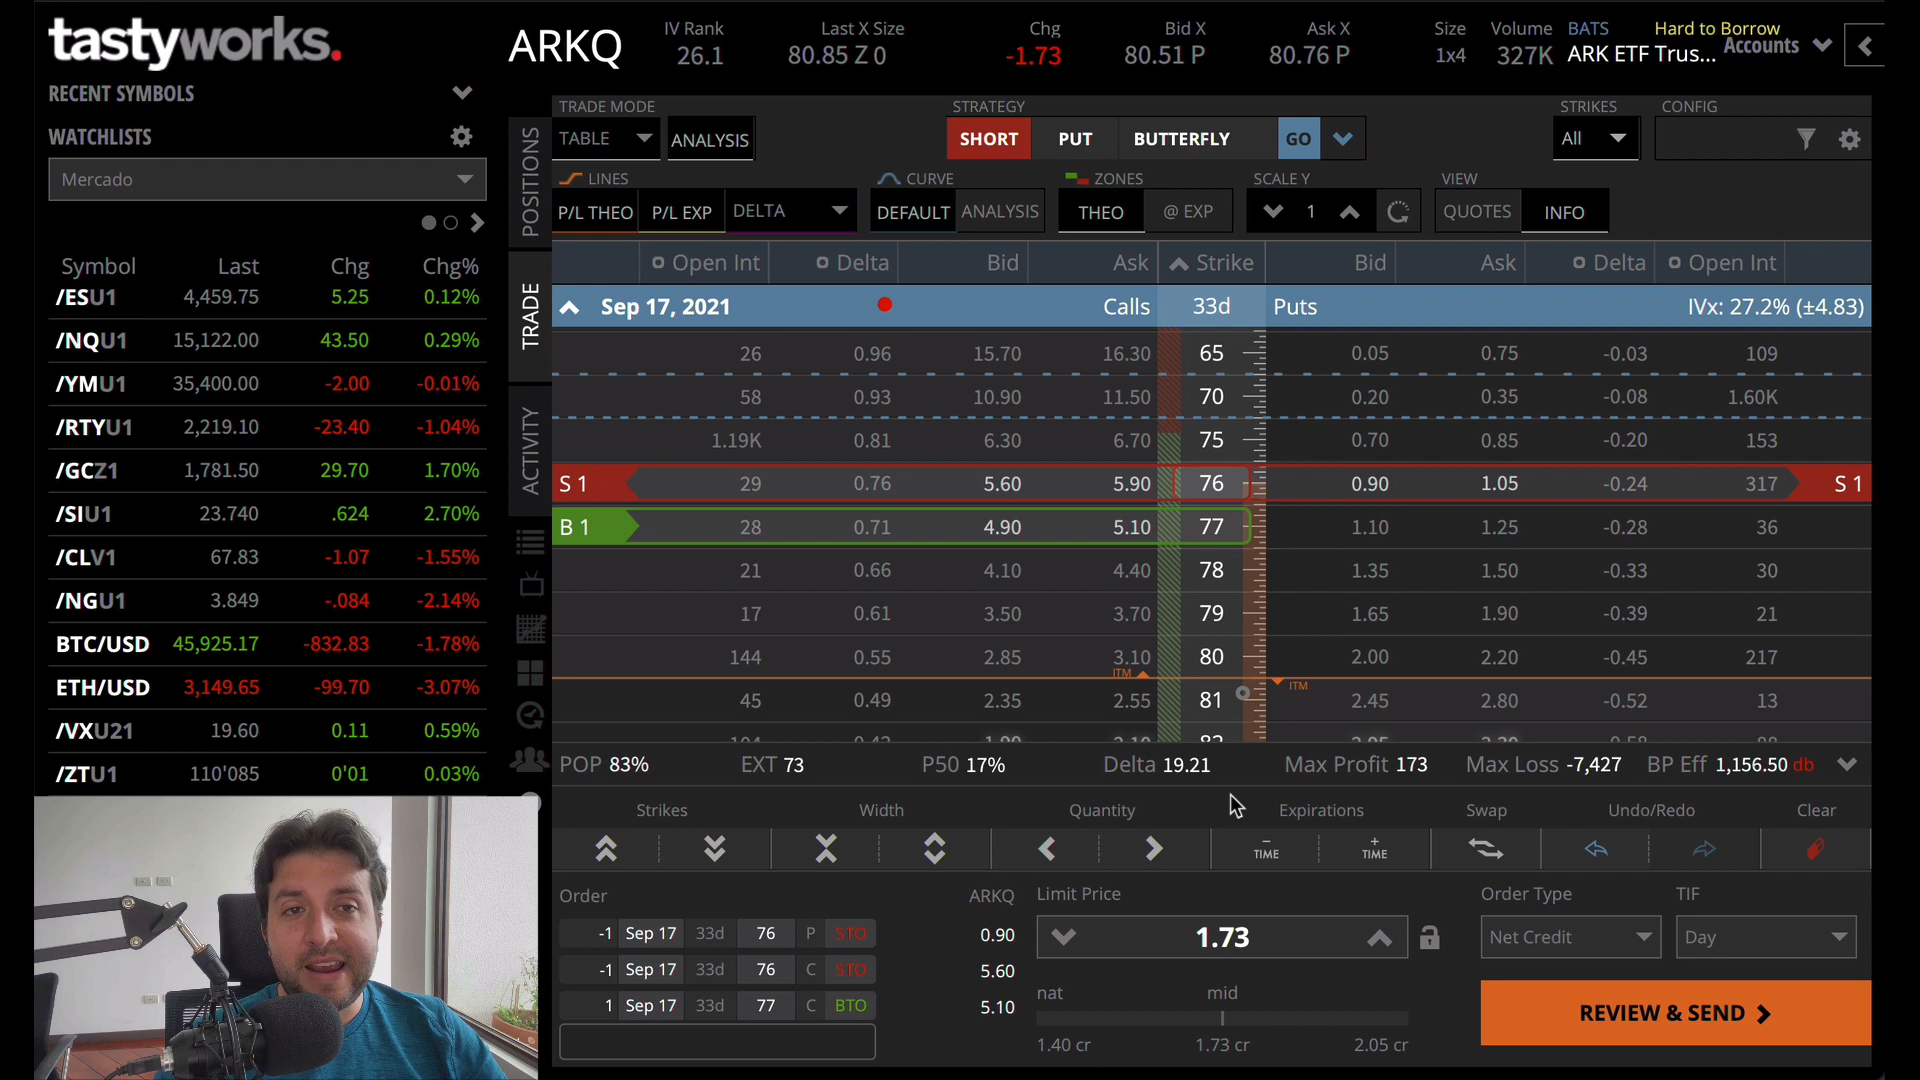 tastyworks.
ARKQ
IV Rank
26.1
Last X Size
80.85 Z 0
Chg
-1.73
Bid X
80.51 P
Ask X
80.76 P
Size
1x4
Volume
327K
BATS
Hard to Borrow
ARK ETF Trus...
Accounts
RECENT SYMBOLS
WATCHLISTS
Mercado
Symbol Last Chg Chg%
/ESU1 4,459.75 5.25 0.12%
/NQU1 15,122.00 43.50 0.29%
/YMU1 35,400.00 -2.00 -0.01%
/RTYU1 2,219.10 -23.40 -1.04%
/GCZ1 1,781.50 29.70 1.70%
/SIU1 23.740 .624 2.70%
/CLV1 67.83 -1.07 -1.55%
/NGU1 3.849 -.084 -2.14%
BTC/USD 45,925.17 -832.83 -1.78%
ETH/USD 3,149.65 -99.70 -3.07%
/VXU21 19.60 0.11 0.59%
/ZTU1 110'085 0'01 0.03%
POSITIONS
TRADE
ACTIVITY
TRADE MODE
TABLE
ANALYSIS
STRATEGY
SHORT PUT BUTTERFLY GO
STRIKES
All
CONFIG
LINES
P/L THEO P/L EXP DELTA
CURVE
DEFAULT ANALYSIS
ZONES
THEO @ EXP
SCALE Y
1
VIEW
QUOTES INFO
Open Int Delta Bid Ask Strike Bid Ask Delta Open Int
Sep 17, 2021 Calls 33d Puts IVx: 27.2% (±4.83)
26 0.96 15.70 16.30 65 0.05 0.75 -0.03 109
58 0.93 10.90 11.50 70 0.20 0.35 -0.08 1.60K
1.19K 0.81 6.30 6.70 75 0.70 0.85 -0.20 153
S 1 29 0.76 5.60 5.90 76 0.90 1.05 -0.24 317 S 1
B 1 28 0.71 4.90 5.10 77 1.10 1.25 -0.28 36
21 0.66 4.10 4.40 78 1.35 1.50 -0.33 30
17 0.61 3.50 3.70 79 1.65 1.90 -0.39 21
144 0.55 2.85 3.10 80 2.00 2.20 -0.45 217
ITM ITM
45 0.49 2.35 2.55 81 2.45 2.80 -0.52 13
POP 83% EXT 73 P50 17% Delta 19.21 Max Profit 173 Max Loss -7,427 BP Eff 1,156.50 db
Strikes Width Quantity Expirations Swap Undo/Redo Clear
− TIME + TIME
Order ARKQ
-1 Sep 17 33d 76 P STO 0.90
-1 Sep 17 33d 76 C STO 5.60
1 Sep 17 33d 77 C BTO 5.10
Limit Price
1.73
nat mid
1.40 cr 1.73 cr 2.05 cr
Order Type
Net Credit
TIF
Day
REVIEW & SEND